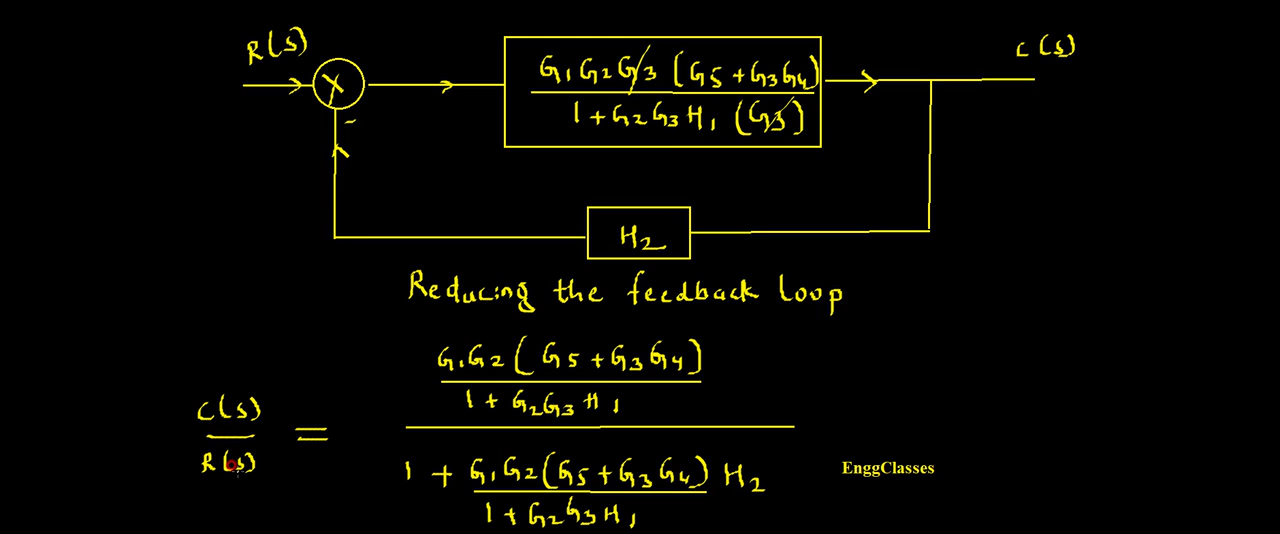 R(s)
C(s)
G1G2G3 (G5+G3G4)
1+G2G3H1 (G3)
-
H2
Reducing the feedback Loop
G1G2 (G5+G3G4)
1+ G2G3H1
C(s)
R(s)
=
1 + G1G2(G5+G3G4) H2
1+G2G3H1
EnggClasses